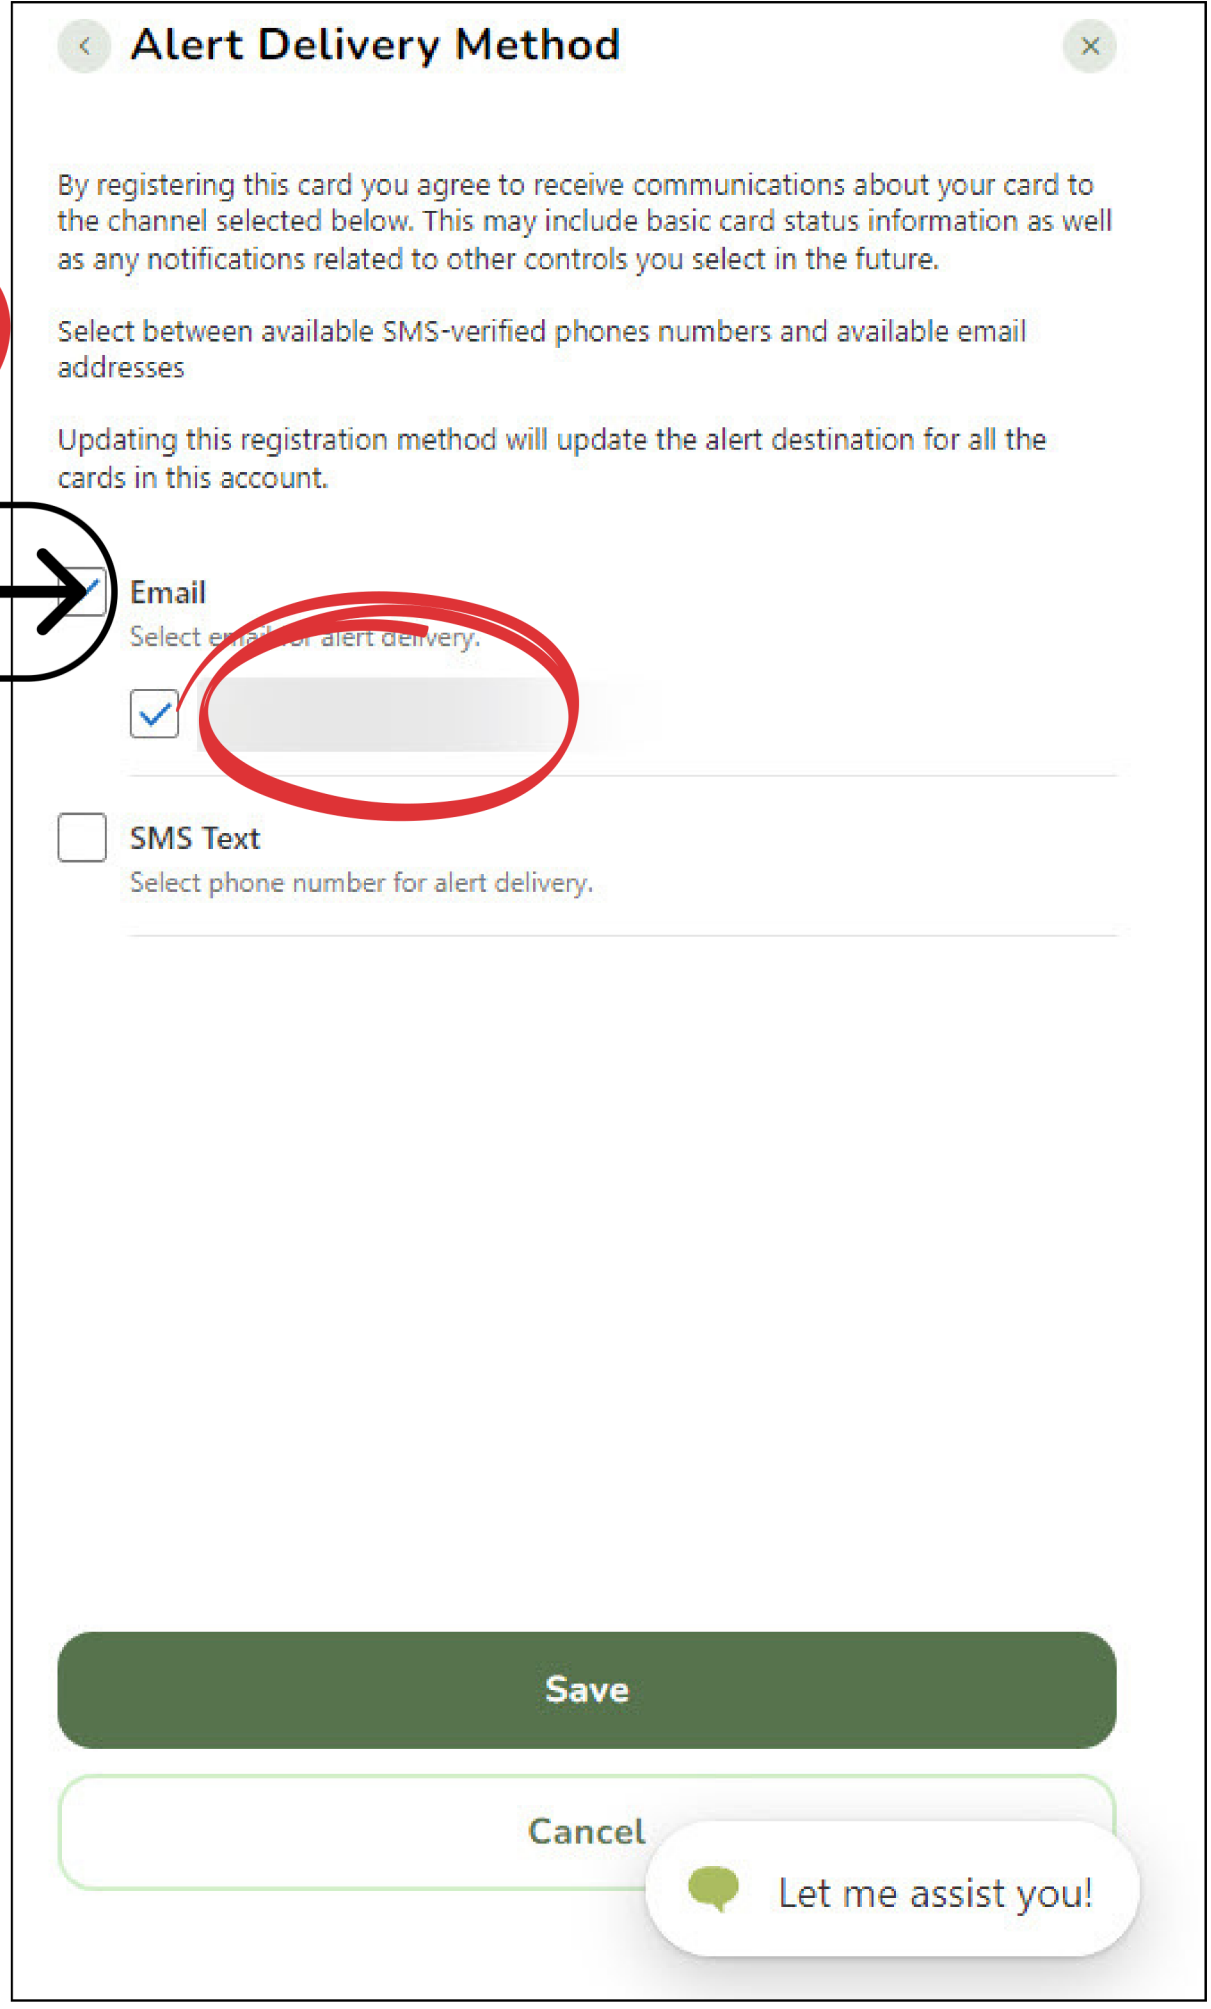 Alert Delivery Method
By registering this card you agree to receive communications about your card to
the channel selected below. This may include basic card status information as well
as any notifications related to other controls you select in the future.
Select between available SMS-verified phones numbers and available email
addresses
Updating this registration method will update the alert destination for all the
cards in this account.
Email
Select email for alert delivery.
SMS Text
Select phone number for alert delivery.
Save
Cancel
Let me assist you!